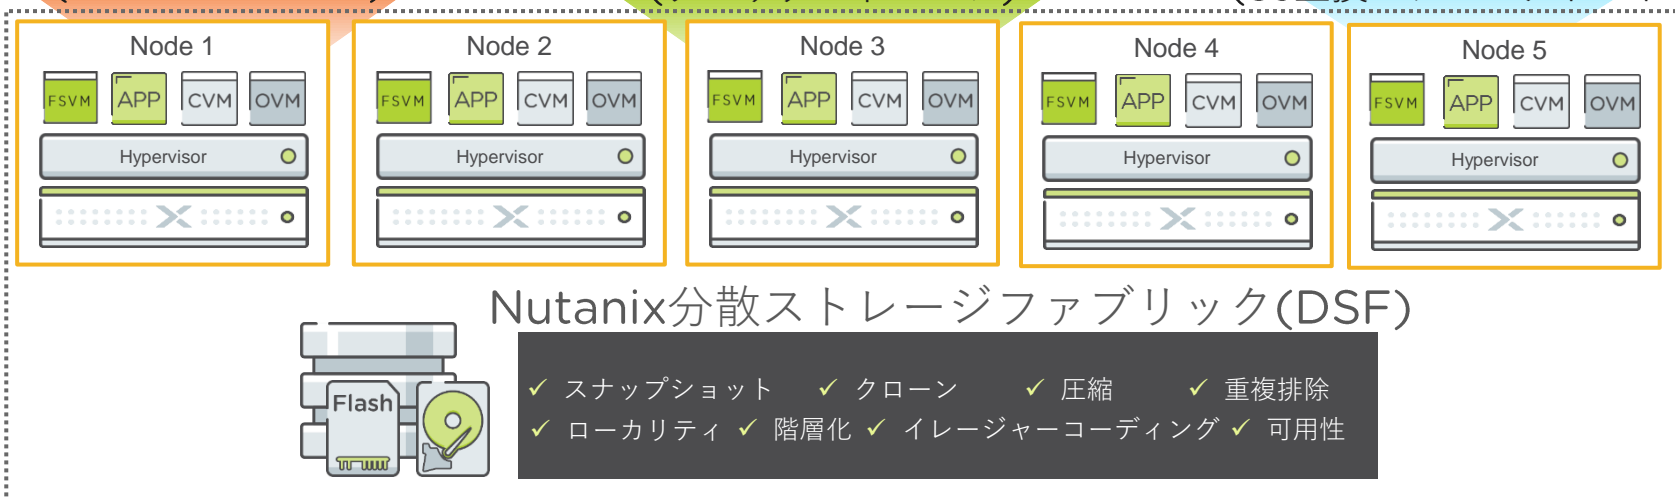 Node 1
FSVM APP CVM OVM
Hypervisor
Node 2
FSVM APP CVM OVM
Hypervisor
Node 3
FSVM APP CVM OVM
Hypervisor
Node 4
FSVM APP CVM OVM
Hypervisor
Node 5
FSVM APP CVM OVM
Hypervisor
Nutanix分散ストレージファブリック(DSF)
Flash
✓ スナップショット ✓ クローン ✓ 圧縮 ✓ 重複排除
✓ ローカリティ ✓ 階層化 ✓ イレージャーコーディング ✓ 可用性